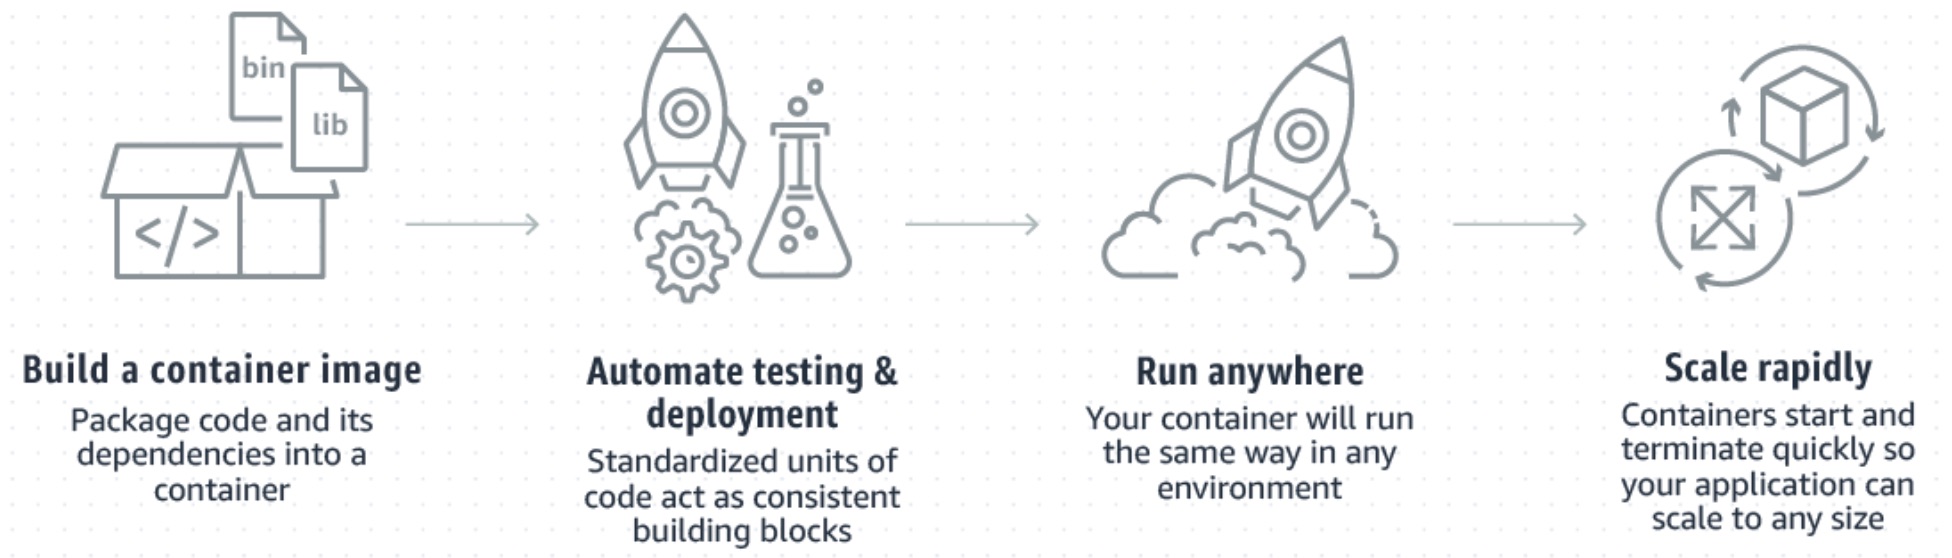 bin
lib
</>
Build a container image
Package code and its
dependencies into a
container
Automate testing &
deployment
Standardized units of
code act as consistent
building blocks
Run anywhere
Your container will run
the same way in any
environment
Scale rapidly
Containers start and
terminate quickly so
your application can
scale to any size